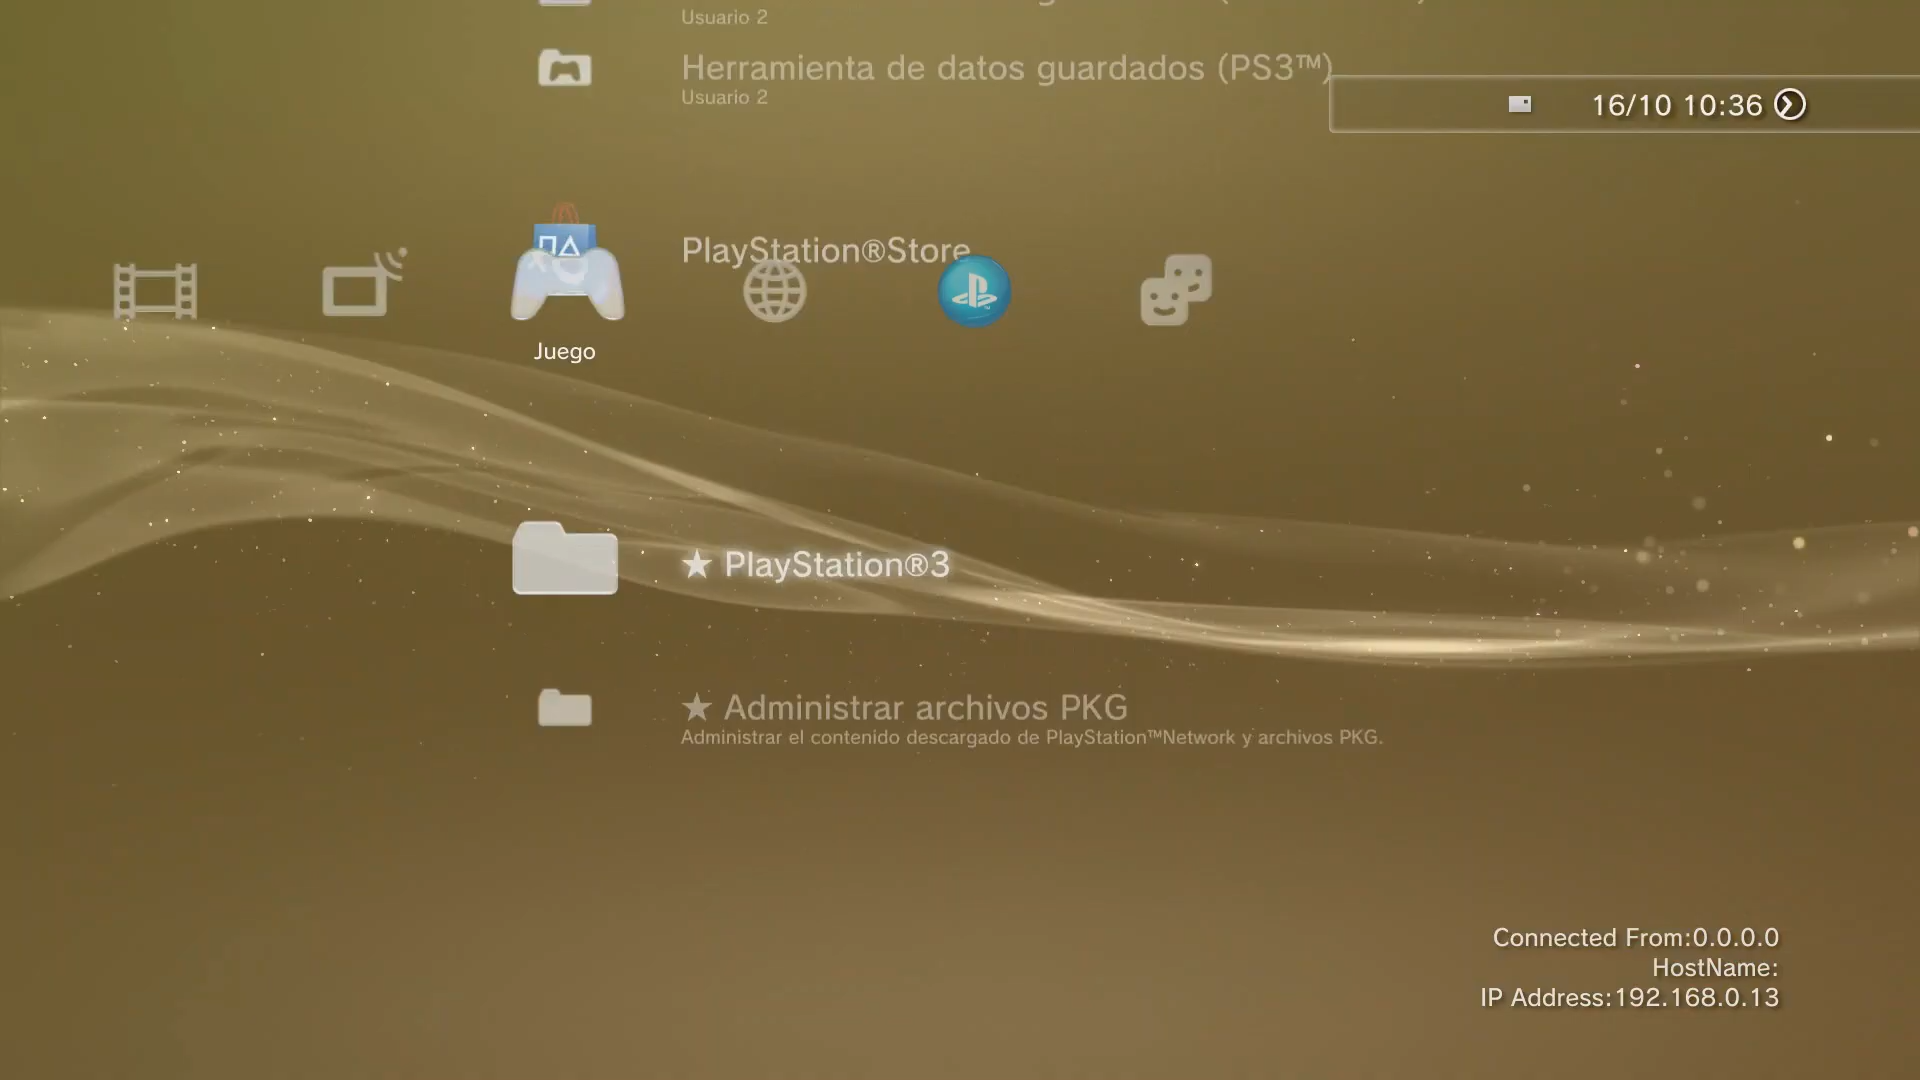 Usuario 2
Herramienta de datos guardados (PS3™)
Usuario 2
16/10 10:36
PlayStation®Store
Juego
★ PlayStation®3
★ Administrar archivos PKG
Administrar el contenido descargado de PlayStation™Network y archivos PKG.
Connected From:0.0.0.0
HostName:
IP Address:192.168.0.13